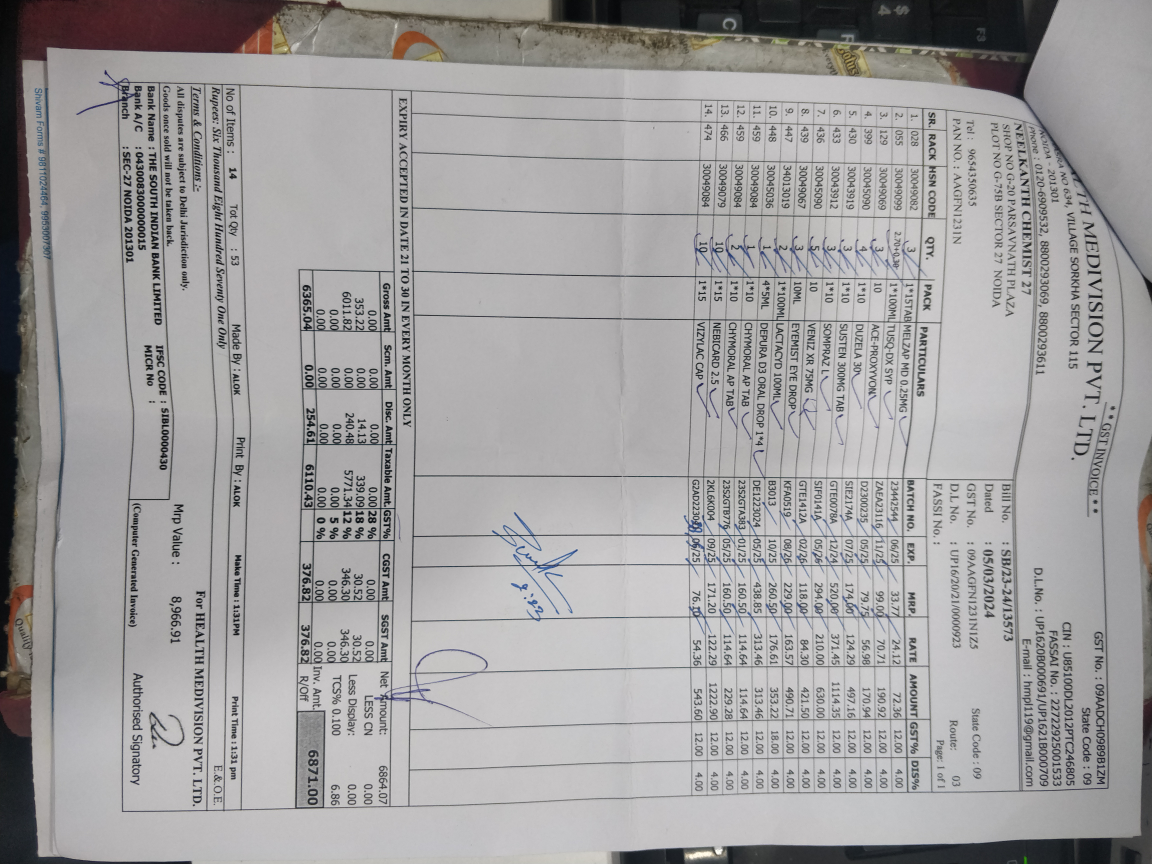 ** GST INVOICE **
TH MEDIVISION PVT. LTD.
NO 634, VILLAGE SORKHA SECTOR 115
NOIDA - 201301
Phone : 0120-6909532, 8800293069, 8800293611
GST No. : 09AADCH0989B1ZM
State Code : 09
CIN : U85100DL2012PTC246805
FASSAI No. : 22722925001533
D.L.No. : UP1620B000691/UP1621B000709
E-mail : hmpl119@gmail.com
NEELKANTH CHEMIST 27
SHOP NO G-20 PARSAVNATH PLAZA
PLOT NO G-75B SECTOR 27 NOIDA
Tel : 9654350635
PAN NO. : AAGFN1231N
Bill No. : SB/23-24/13573
Dated : 05/03/2024
GST No. : 09AAGFN1231N1Z5 State Code : 09
D.L No. : UP16/20/21/0000923 Route: 03
FASSI No. : Page: 1 of 1
SR. RACK HSN CODE QTY. PACK PARTICULARS BATCH NO. EXP. MRP. RATE AMOUNT GST% DIS%
1. 028 30049082 3 1*15TAB MELZAP MD 0.25MG 23442544 06/25 33.77 24.12 72.36 12.00 4.00
2. 055 30049099 2.70+0.30 1*100ML TUSQ-DX SYP ZAEA23116 11/25 99.00 70.71 190.92 12.00 4.00
3. 129 30049069 3 10 ACE-PROXYVON D2300235 05/25 79.75 56.98 170.94 12.00 4.00
4. 399 30045090 4 1*10 DUZELA 30 SIE2174A 07/25 174.00 124.29 497.16 12.00 4.00
5. 430 30043919 3 1*10 SUSTEN 300MG TAB GTE0078A 12/24 520.00 371.45 1114.35 12.00 4.00
6. 433 30043912 3 1*10 SOMPRAZ L SIF0141A 05/26 294.00 210.00 630.00 12.00 4.00
7. 436 30045090 5 10 VENIZ XR 75MG GTE1412A 02/26 118.00 84.30 421.50 12.00 4.00
8. 439 30049067 3 10ML EYEMIST EYE DROP KFA0519 08/26 229.00 163.57 490.71 12.00 4.00
9. 447 34013019 2 1*100ML LACTACYD 100ML B3013 10/25 260.50 176.61 353.22 18.00 4.00
10. 448 30045036 1 4*5ML DEPURA D3 ORAL DROP 1*4 DE1223024 05/25 438.85 313.46 313.46 12.00 4.00
11. 459 30049084 1 1*10 CHYMORAL AP TAB 23S2GTA383 01/25 160.50 114.64 114.64 12.00 4.00
12. 459 30049084 2 1*10 CHYMORAL AP TAB 23S2GTB776 05/25 160.50 114.64 229.28 12.00 4.00
13. 466 30049079 10 1*15 NEBICARD 2.5 2KL6K004 09/25 171.20 122.29 1222.90 12.00 4.00
14. 474 30049084 10 1*15 VIZYLAC CAP 06/25 76.10 54.36 543.60 12.00 4.00
EXPIRY ACCEPTED IN DATE 21 TO 30 IN EVERY MONTH ONLY
Gross Amt Scm. Amt Disc. Amt Taxable Amt. GST% CGST Amt SGST Amt
0.00 0.00 0.00 0.00 28 % 0.00 0.00
353.22 0.00 14.13 339.09 18 % 30.52 30.52
6011.82 0.00 240.48 5771.34 12 % 346.30 346.30
0.00 0.00 0.00 0.00 5 % 0.00 0.00
0.00 0.00 0.00 0.00 0 % 0.00 0.00
6365.04 0.00 254.61 6110.43 376.82 376.82
Net Amount: 6864.07
LESS CN 0.00
Less Display: 0.00
TCS% 0.100 6.86
Inv. Amt. R/Off 6871.00
No of Items : 14 Tot Qty : 53 Made By : ALOK Print By : ALOK Make Time : 1:31PM Print Time : 1:31 pm
Rupees: Six Thousand Eight Hundred Seventy One Only E.& O.E.
Terms & Conditions :-
All disputes are subject to Delhi Jurisdiction only.
Goods once sold will not be taken back.
Mrp Value : 8,966.91
For HEALTH MEDIVISION PVT. LTD.
Bank Name : THE SOUTH INDIAN BANK LIMITED IFSC CODE : SIBL0000430
Bank A/C : 0430083000000015 MICR No :
Branch : SEC-27 NOIDA 201301
(Computer Generated Invoice)
Authorised Signatory
Shivam Forms # 9811024464, 9953007307